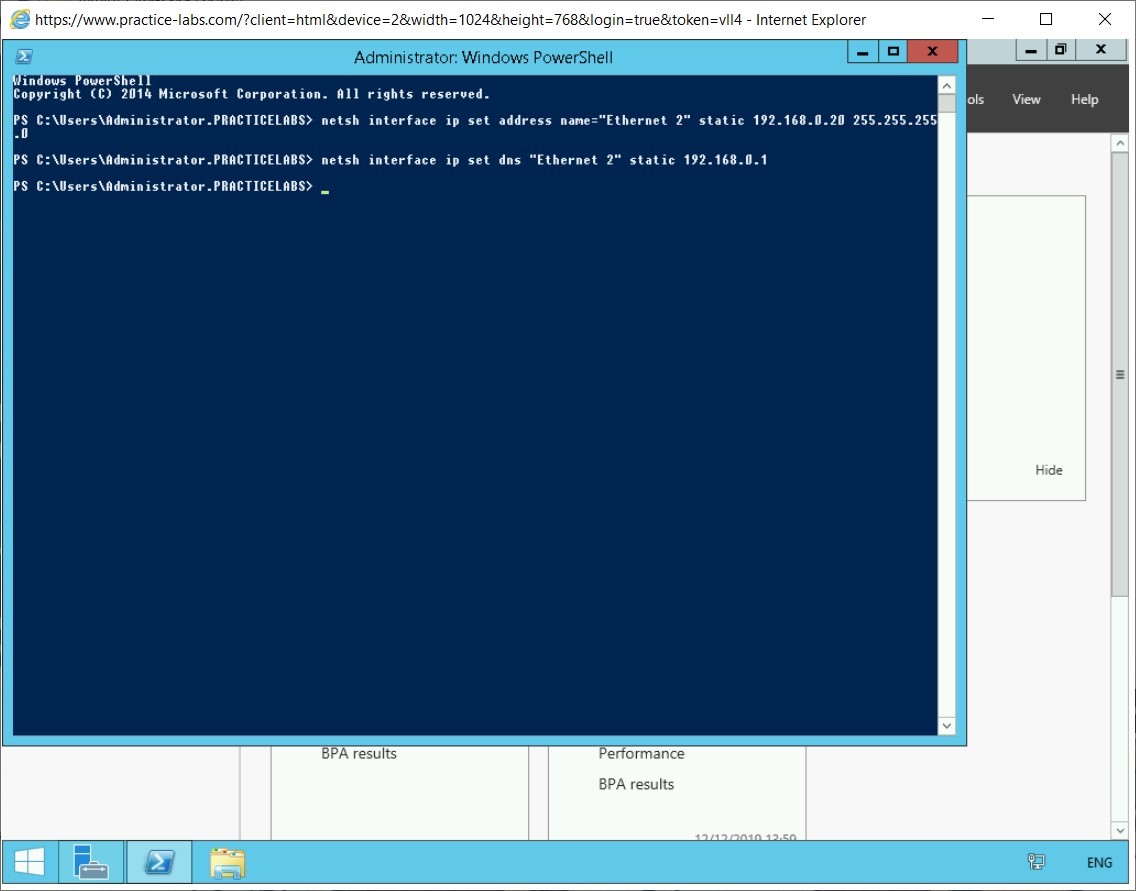 https://www.practice-labs.com/?client=html&device=2&width=1024&height=768&login=true&token=vll4 - Internet Explorer
Administrator: Windows PowerShell
Windows PowerShell
Copyright (C) 2014 Microsoft Corporation. All rights reserved.
PS C:\Users\Administrator.PRACTICELABS> netsh interface ip set address name="Ethernet 2" static 192.168.0.20 255.255.255
.0
PS C:\Users\Administrator.PRACTICELABS> netsh interface ip set dns "Ethernet 2" static 192.168.0.1
PS C:\Users\Administrator.PRACTICELABS> _
ols View Help
Hide
BPA results
Performance
BPA results
12/12/2019 13:59
ENG